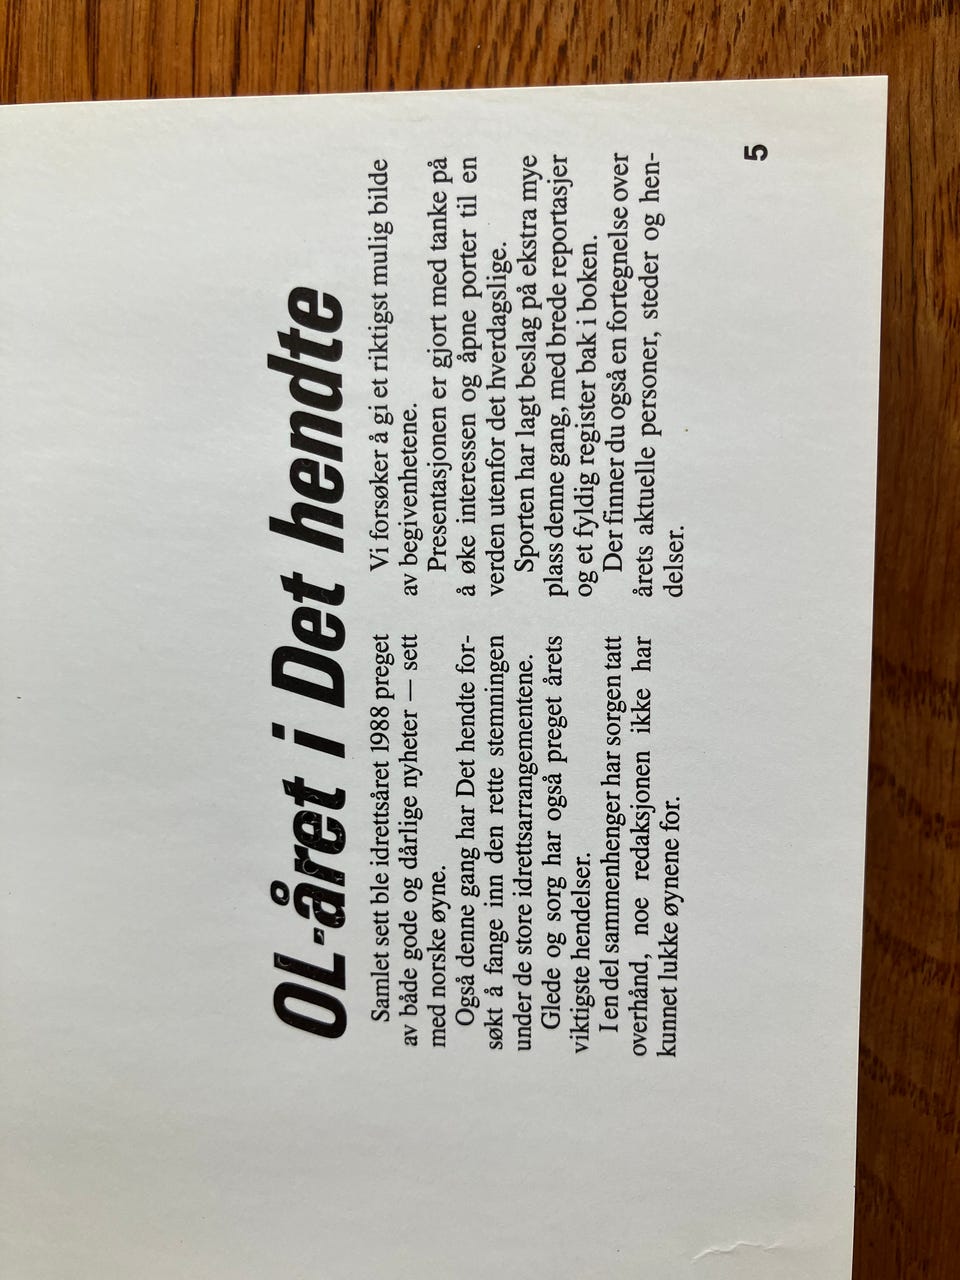 OL-året i Det hendte
Samlet sett ble idrettsåret 1988 preget
av både gode og dårlige nyheter — sett
med norske øyne.
Også denne gang har Det hendte for-
søkt å fange inn den rette stemningen
under de store idrettsarrangementene.
Glede og sorg har også preget årets
viktigste hendelser.
I en del sammenhenger har sorgen tatt
overhånd, noe redaksjonen ikke har
kunnet lukke øynene for.
Vi forsøker å gi et riktigst mulig bilde
av begivenhetene.
Presentasjonen er gjort med tanke på
å øke interessen og åpne porter til en
verden utenfor det hverdagslige.
Sporten har lagt beslag på ekstra mye
plass denne gang, med brede reportasjer
og et fyldig register bak i boken.
Der finner du også en fortegnelse over
årets aktuelle personer, steder og hen-
delser.
5